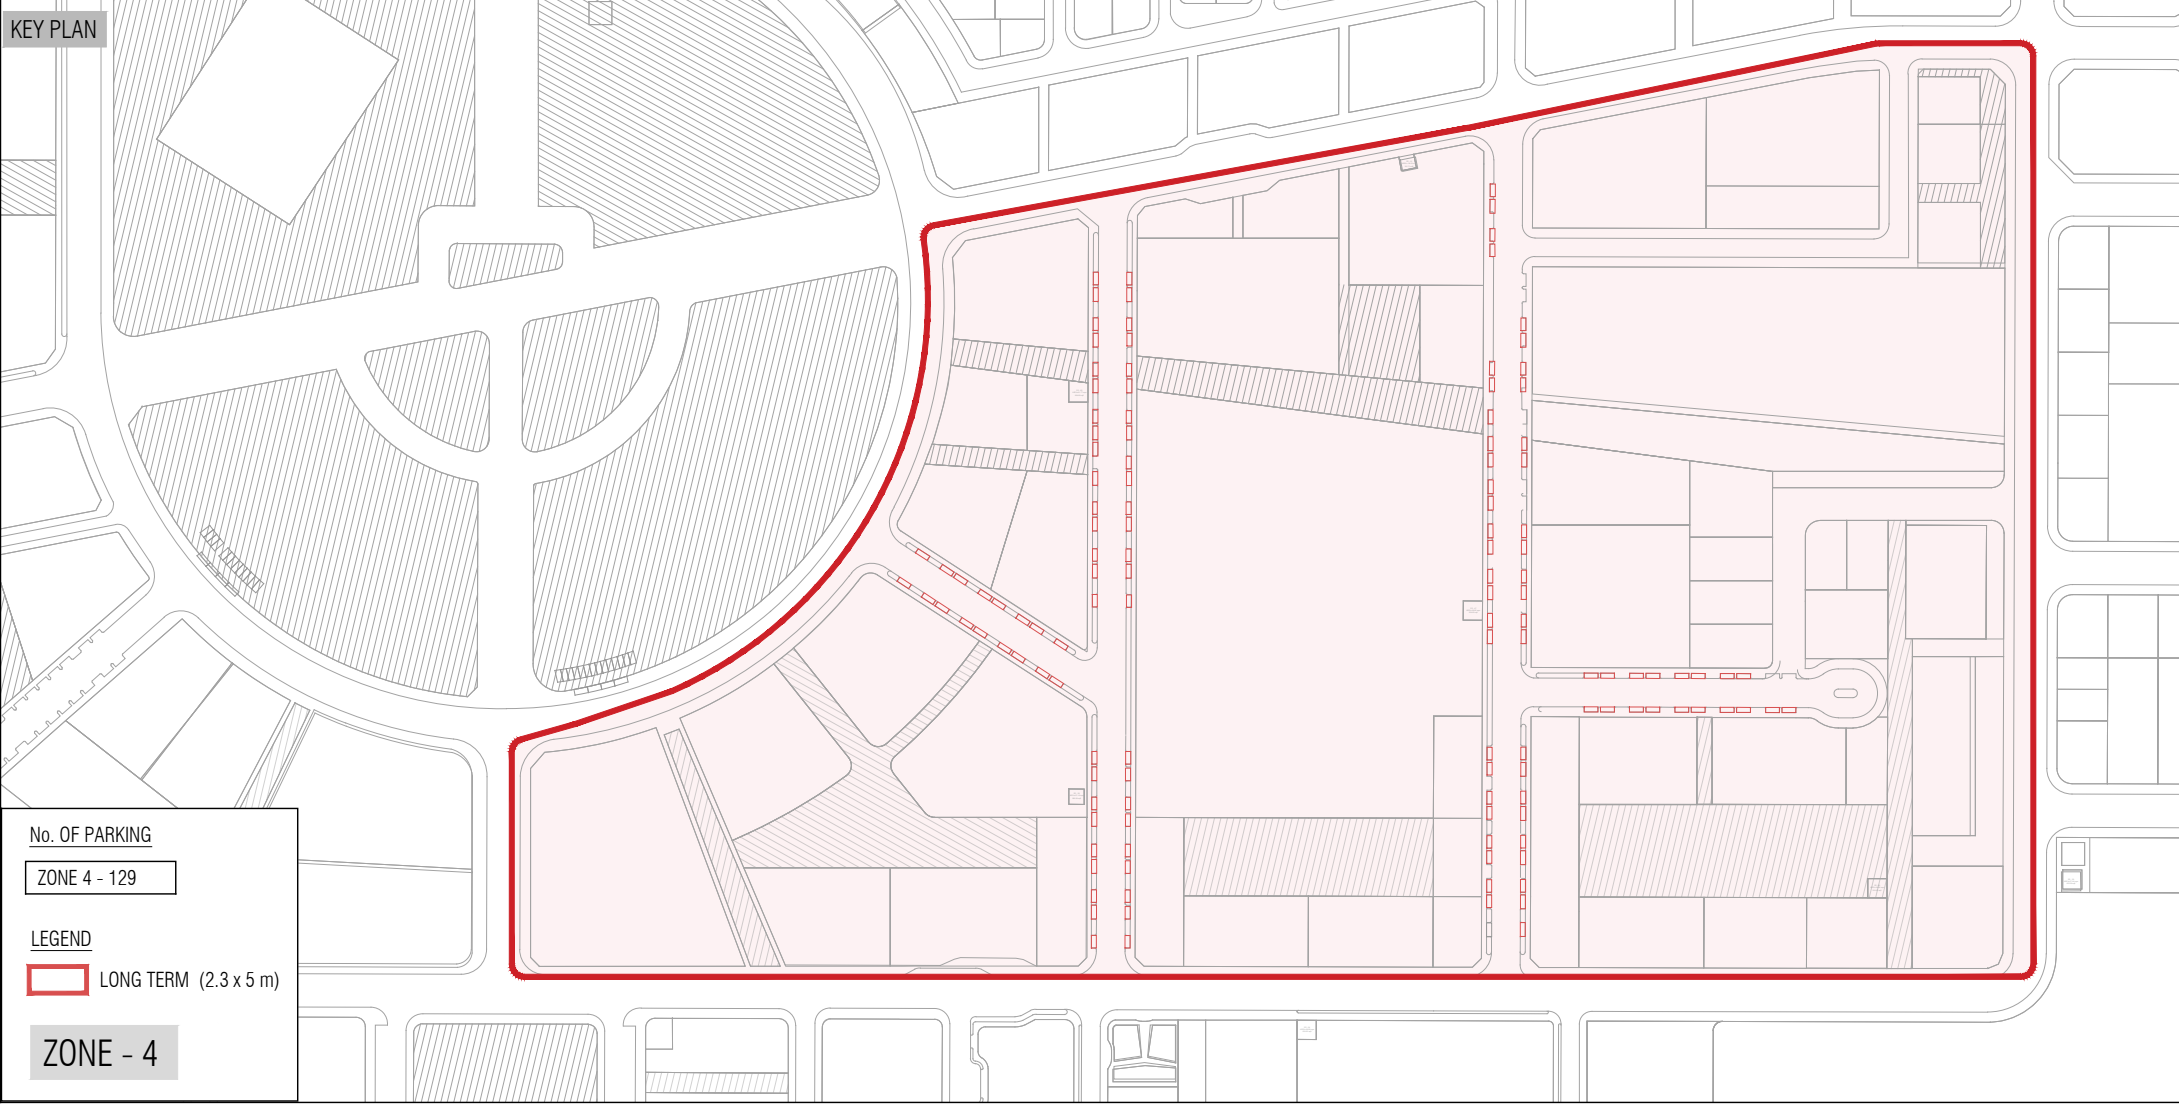 KEY PLAN
No. OF PARKING
ZONE 4 - 129
LEGEND
LONG TERM (2.3 x 5 m)
ZONE - 4